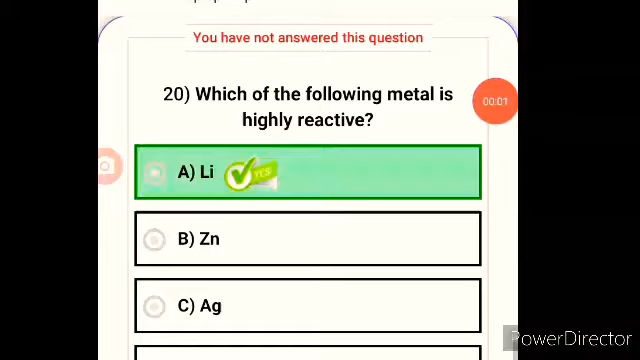 You have not answered this question
20) Which of the following metal is
highly reactive?
00:01
A) Li
YES
B) Zn
C) Ag
PowerDirector